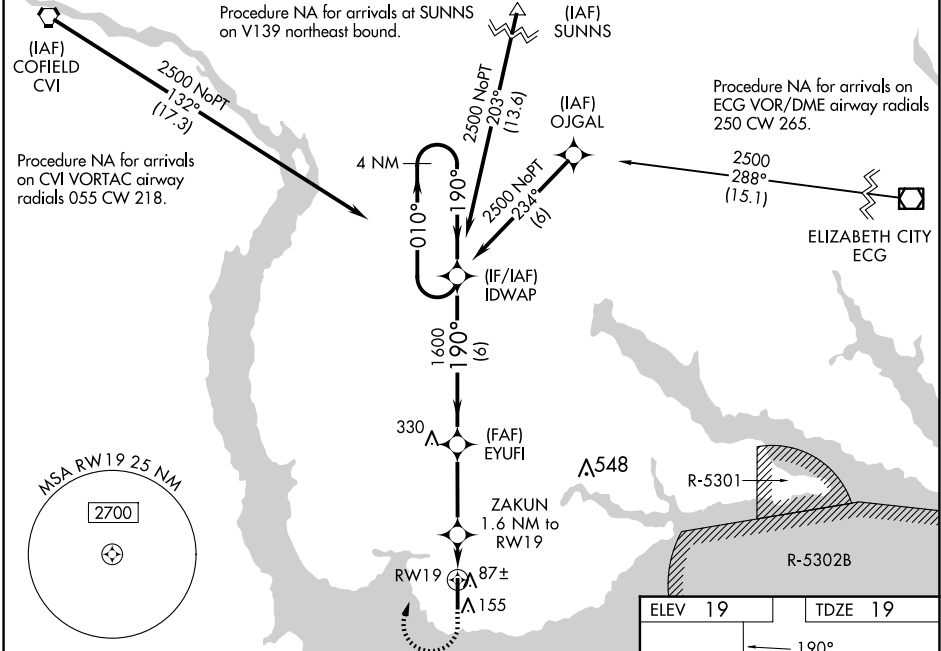 Procedure NA for arrivals at SUNNS
on V139 northeast bound.
(IAF)
SUNNS
(IAF)
COFIELD
CVI
2500 NoPT
132°
(17.3)
2500 NoPT
203°
(13.6)
(IAF)
OJGAL
Procedure NA for arrivals on
ECG VOR/DME airway radials
250 CW 265.
Procedure NA for arrivals
on CVI VORTAC airway
radials 055 CW 218.
4 NM
010°
190°
2500 NoPT
234°
(6)
2500
288°
(15.1)
ELIZABETH CITY
ECG
(IF/IAF)
IDWAP
1600
190°
(6)
330
(FAF)
EYUFI
548
R-5301
MSA RW19 25 NM
2700
ZAKUN
1.6 NM to
RW19
R-5302B
RW19
87±
155
ELEV 19
TDZE 19
190°